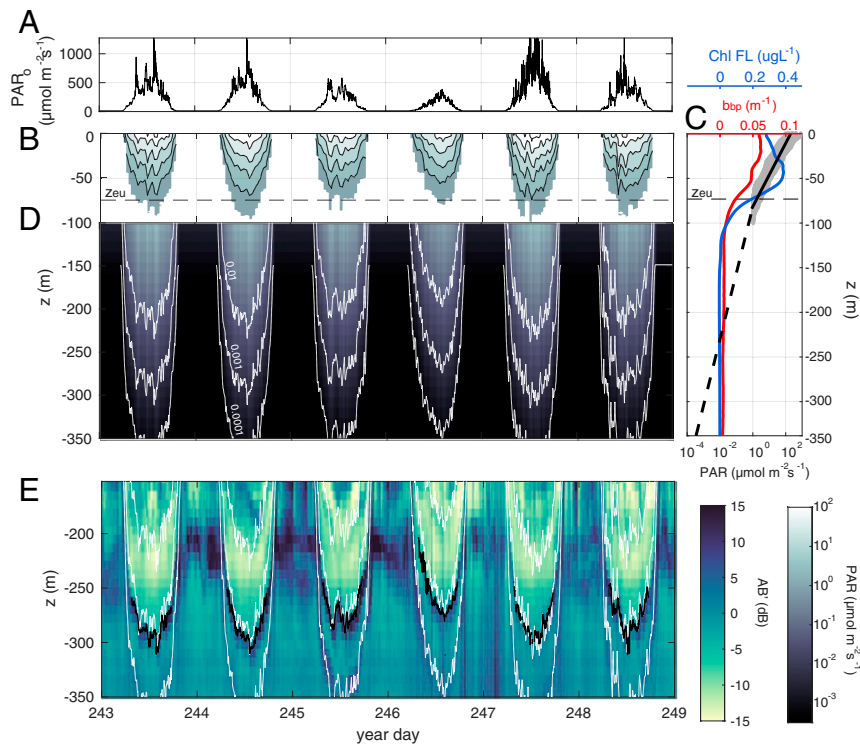 A
1000
500
0
PAR₀
(μmol m⁻²s⁻¹)
Chl FL (ugL⁻¹)
0 0.2 0.4
bbp (m⁻¹)
0 0.05 0.1
B
0
-50
-100
Zeu
C
0
-50
-100
-150
-200
-250
-300
-350
Zeu
z (m)
10⁻⁴ 10⁻² 10⁰ 10²
PAR (μmol m⁻²s⁻¹)
D
-100
-150
-200
-250
-300
-350
z (m)
0.01
0.001
0.0001
E
-200
-250
-300
-350
z (m)
243 244 245 246 247 248 249
year day
15
10
5
0
-5
-10
-15
AB' (dB)
10²
10¹
10⁰
10⁻¹
10⁻²
10⁻³
PAR (μmol m⁻²s⁻¹)